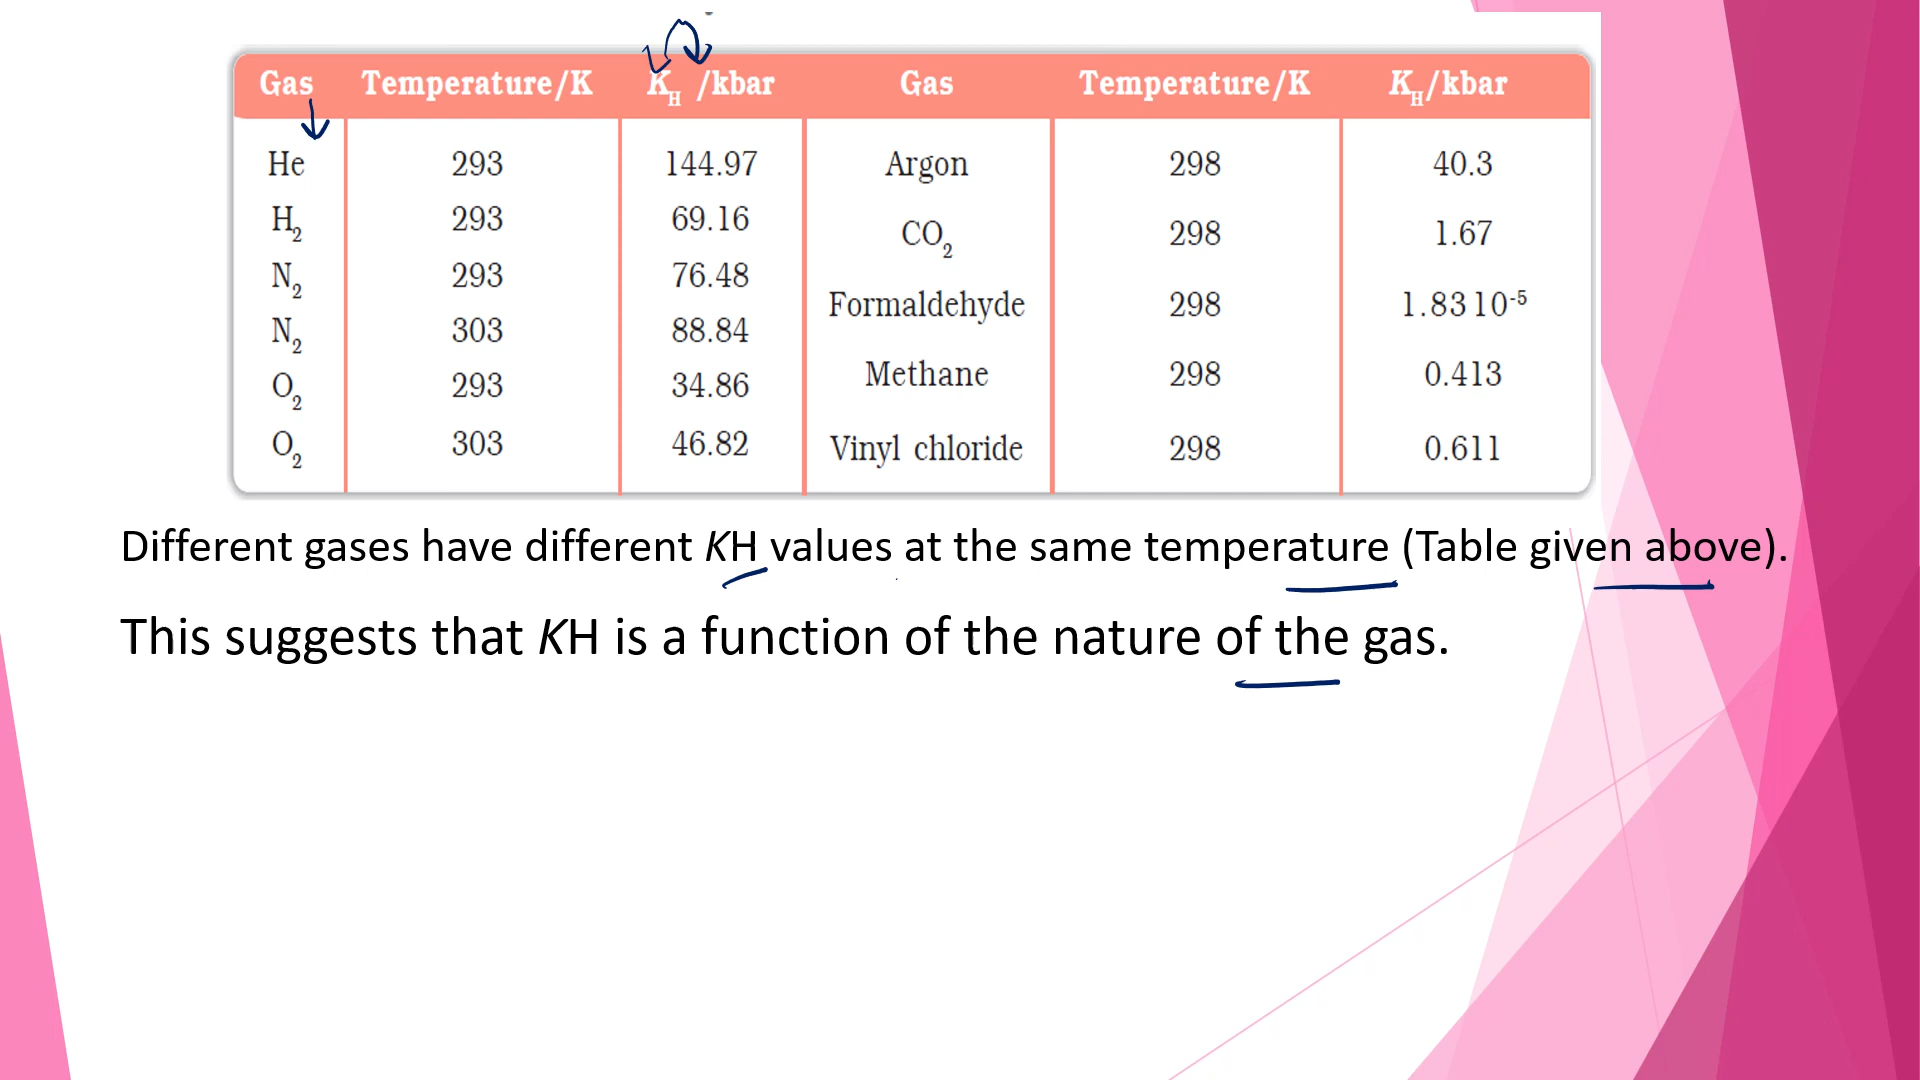 Gas Temperature/K KH /kbar Gas Temperature/K KH/kbar
He 293 144.97 Argon 298 40.3
H2 293 69.16 CO2 298 1.67
N2 293 76.48 Formaldehyde 298 1.83 10-5
N2 303 88.84 Methane 298 0.413
O2 293 34.86 Vinyl chloride 298 0.611
O2 303 46.82
Different gases have different KH values at the same temperature (Table given above).
This suggests that KH is a function of the nature of the gas.